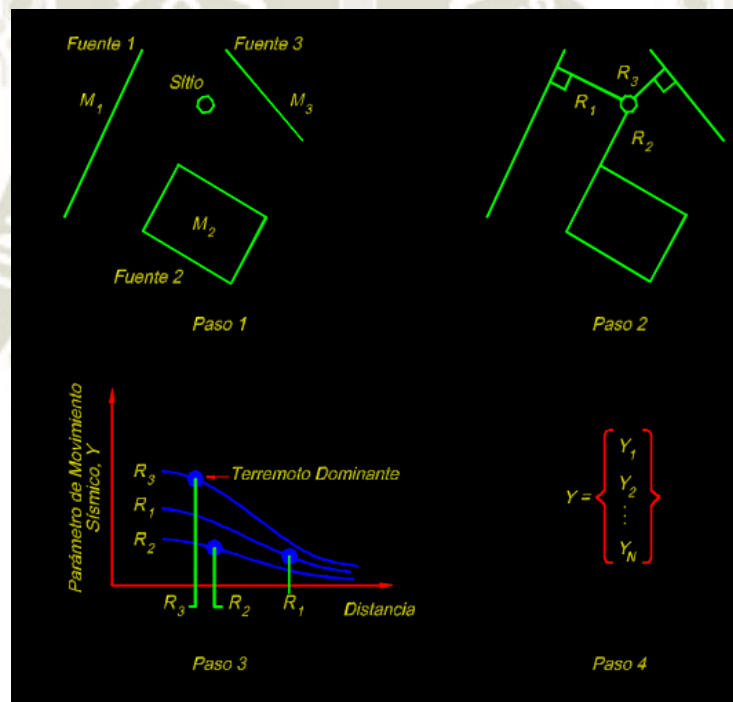 Fuente 1
Fuente 3
Sitio
M1
M3
M2
Fuente 2
Paso 1
R3
R1
R2
Paso 2
Parámetro de Movimiento
Sísmico, Y
R3
Terremoto Dominante
R1
R2
R3
R2
R1
Distancia
Paso 3
Y =
Y1
Y2
⋮
YN
Paso 4